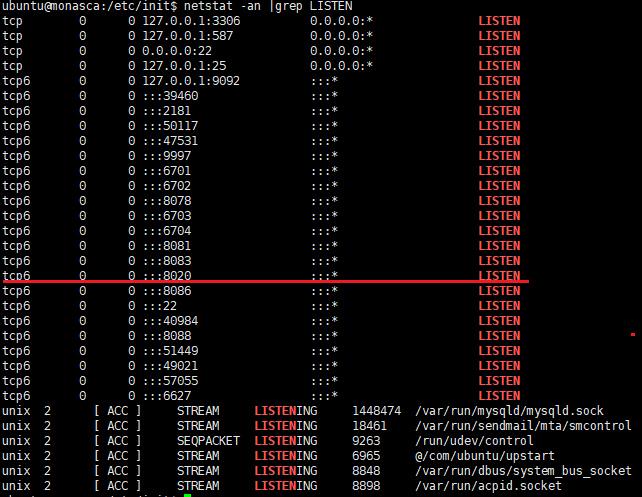 ubuntu@monasca:/etc/init$ netstat -an |grep LISTEN
tcp 0 0 127.0.0.1:3306 0.0.0.0:* LISTEN
tcp 0 0 127.0.0.1:587 0.0.0.0:* LISTEN
tcp 0 0 0.0.0.0:22 0.0.0.0:* LISTEN
tcp 0 0 127.0.0.1:25 0.0.0.0:* LISTEN
tcp6 0 0 127.0.0.1:9092 :::* LISTEN
tcp6 0 0 :::39460 :::* LISTEN
tcp6 0 0 :::2181 :::* LISTEN
tcp6 0 0 :::50117 :::* LISTEN
tcp6 0 0 :::47531 :::* LISTEN
tcp6 0 0 :::9997 :::* LISTEN
tcp6 0 0 :::6701 :::* LISTEN
tcp6 0 0 :::6702 :::* LISTEN
tcp6 0 0 :::8078 :::* LISTEN
tcp6 0 0 :::6703 :::* LISTEN
tcp6 0 0 :::6704 :::* LISTEN
tcp6 0 0 :::8081 :::* LISTEN
tcp6 0 0 :::8083 :::* LISTEN
tcp6 0 0 :::8020 :::* LISTEN
tcp6 0 0 :::8086 :::* LISTEN
tcp6 0 0 :::22 :::* LISTEN
tcp6 0 0 :::40984 :::* LISTEN
tcp6 0 0 :::8088 :::* LISTEN
tcp6 0 0 :::51449 :::* LISTEN
tcp6 0 0 :::49021 :::* LISTEN
tcp6 0 0 :::57055 :::* LISTEN
tcp6 0 0 :::6627 :::* LISTEN
unix 2 [ ACC ] STREAM LISTENING 1448474 /var/run/mysqld/mysqld.sock
unix 2 [ ACC ] STREAM LISTENING 18461 /var/run/sendmail/mta/smcontrol
unix 2 [ ACC ] SEQPACKET LISTENING 9263 /run/udev/control
unix 2 [ ACC ] STREAM LISTENING 6965 @/com/ubuntu/upstart
unix 2 [ ACC ] STREAM LISTENING 8848 /var/run/dbus/system_bus_socket
unix 2 [ ACC ] STREAM LISTENING 8898 /var/run/acpid.socket